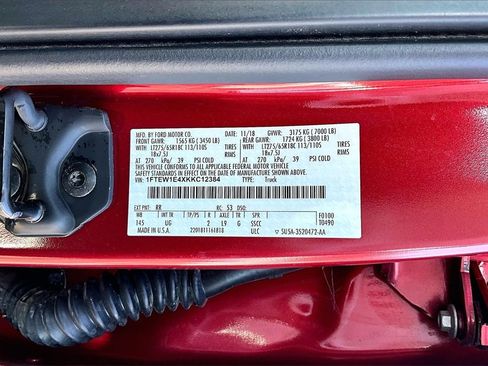 MFD. BY FORD MOTOR CO. DATE: 11/18 GVWR: 3175 KG ( 7000 LB)
FRONT GAWR: 1565 KG ( 3450 LB) REAR GAWR: 1724 KG ( 3800 LB)
LT275/65R18C 113/110S TIRES LT275/65R18C 113/110S TIRES
18x7.5J RIMS 18x7.5J RIMS
AT 270 kPa/ 39 PSI COLD AT 270 kPa/ 39 PSI COLD
THIS VEHICLE CONFORMS TO ALL APPLICABLE FEDERAL MOTOR VEHICLE
SAFETY STANDARDS IN EFFECT ON THE DATE OF MANUFACTURE SHOWN ABOVE.
VIN: 1FTEW1E4XKKC12384 TYPE: Truck
EXT PNT: RR RC: 53 DSO:
WB INT TR TP/PS R AXLE TR SPR F0100
145 UG 2 L9 G SSCC T0490
MADE IN U.S.A. 2201811161818 ULC 5U5A-3520472-AA